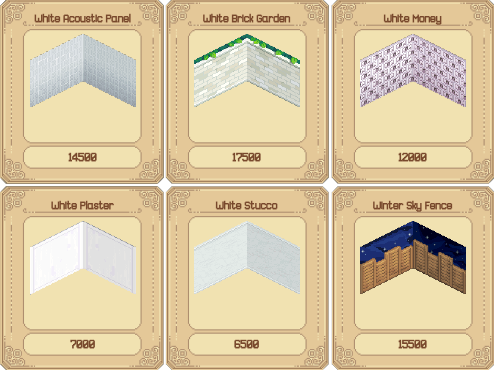 White Acoustic Panel
White Brick Garden
White Money
14500
17500
12000
White Plaster
White Stucco
Winter Sky Fence
7000
6500
15500